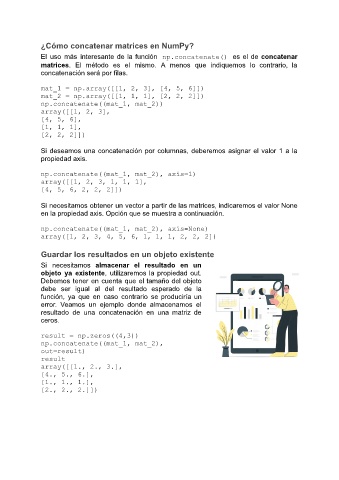 ¿Cómo concatenar matrices en NumPy?
El uso más interesante de la función np.concatenate() es el de concatenar
matrices. El método es el mismo. A menos que indiquemos lo contrario, la
concatenación será por filas.
mat_1 = np.array([[1, 2, 3], [4, 5, 6]])
mat_2 = np.array([[1, 1, 1], [2, 2, 2]])
np.concatenate((mat_1, mat_2))
array([[1, 2, 3],
[4, 5, 6],
[1, 1, 1],
[2, 2, 2]])
Si deseamos una concatenación por columnas, deberemos asignar el valor 1 a la
propiedad axis.
np.concatenate((mat_1, mat_2), axis=1)
array([[1, 2, 3, 1, 1, 1],
[4, 5, 6, 2, 2, 2]])
Si necesitamos obtener un vector a partir de las matrices, indicaremos el valor None
en la propiedad axis. Opción que se muestra a continuación.
np.concatenate((mat_1, mat_2), axis=None)
array([1, 2, 3, 4, 5, 6, 1, 1, 1, 2, 2, 2])
Guardar los resultados en un objeto existente
Si necesitamos almacenar el resultado en un
objeto ya existente, utilizaremos la propiedad out.
Debemos tener en cuenta que el tamaño del objeto
debe ser igual al del resultado esperado de la
función, ya que en caso contrario se produciría un
error. Veamos un ejemplo donde almacenamos el
resultado de una concatenación en una matriz de
ceros.
result = np.zeros((4,3))
np.concatenate((mat_1, mat_2),
out=result)
result
array([[1., 2., 3.],
[4., 5., 6.],
[1., 1., 1.],
[2., 2., 2.]])